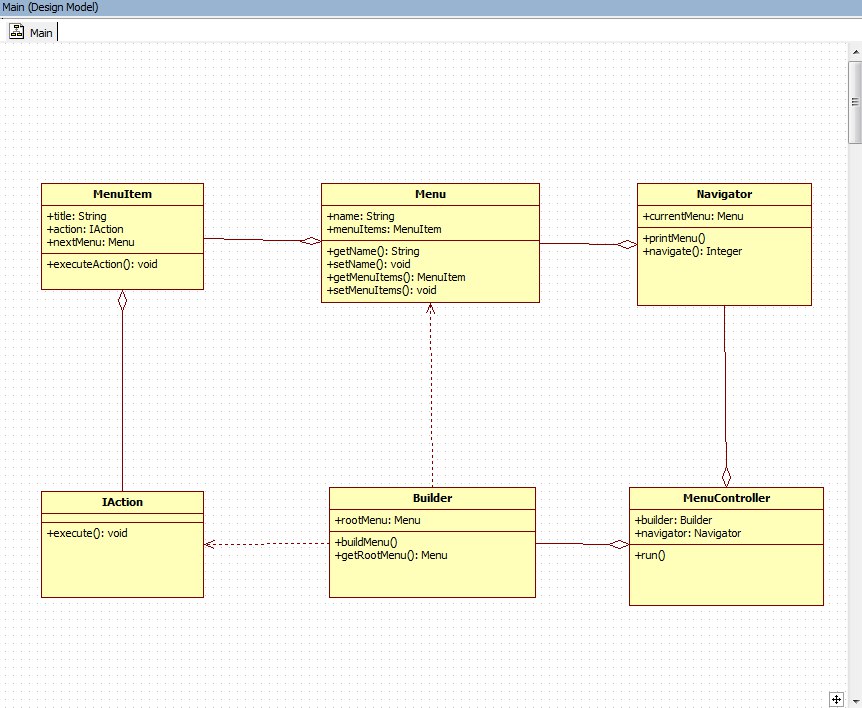 Main (Design Model)
Main
MenuItem
+title: String
+action: IAction
+nextMenu: Menu
+executeAction(): void
Menu
+name: String
+menuItems: MenuItem
+getName(): String
+setName(): void
+getMenuItems(): MenuItem
+setMenuItems(): void
Navigator
+currentMenu: Menu
+printMenu()
+navigate(): Integer
IAction
+execute(): void
Builder
+rootMenu: Menu
+buildMenu()
+getRootMenu(): Menu
MenuController
+builder: Builder
+navigator: Navigator
+run()